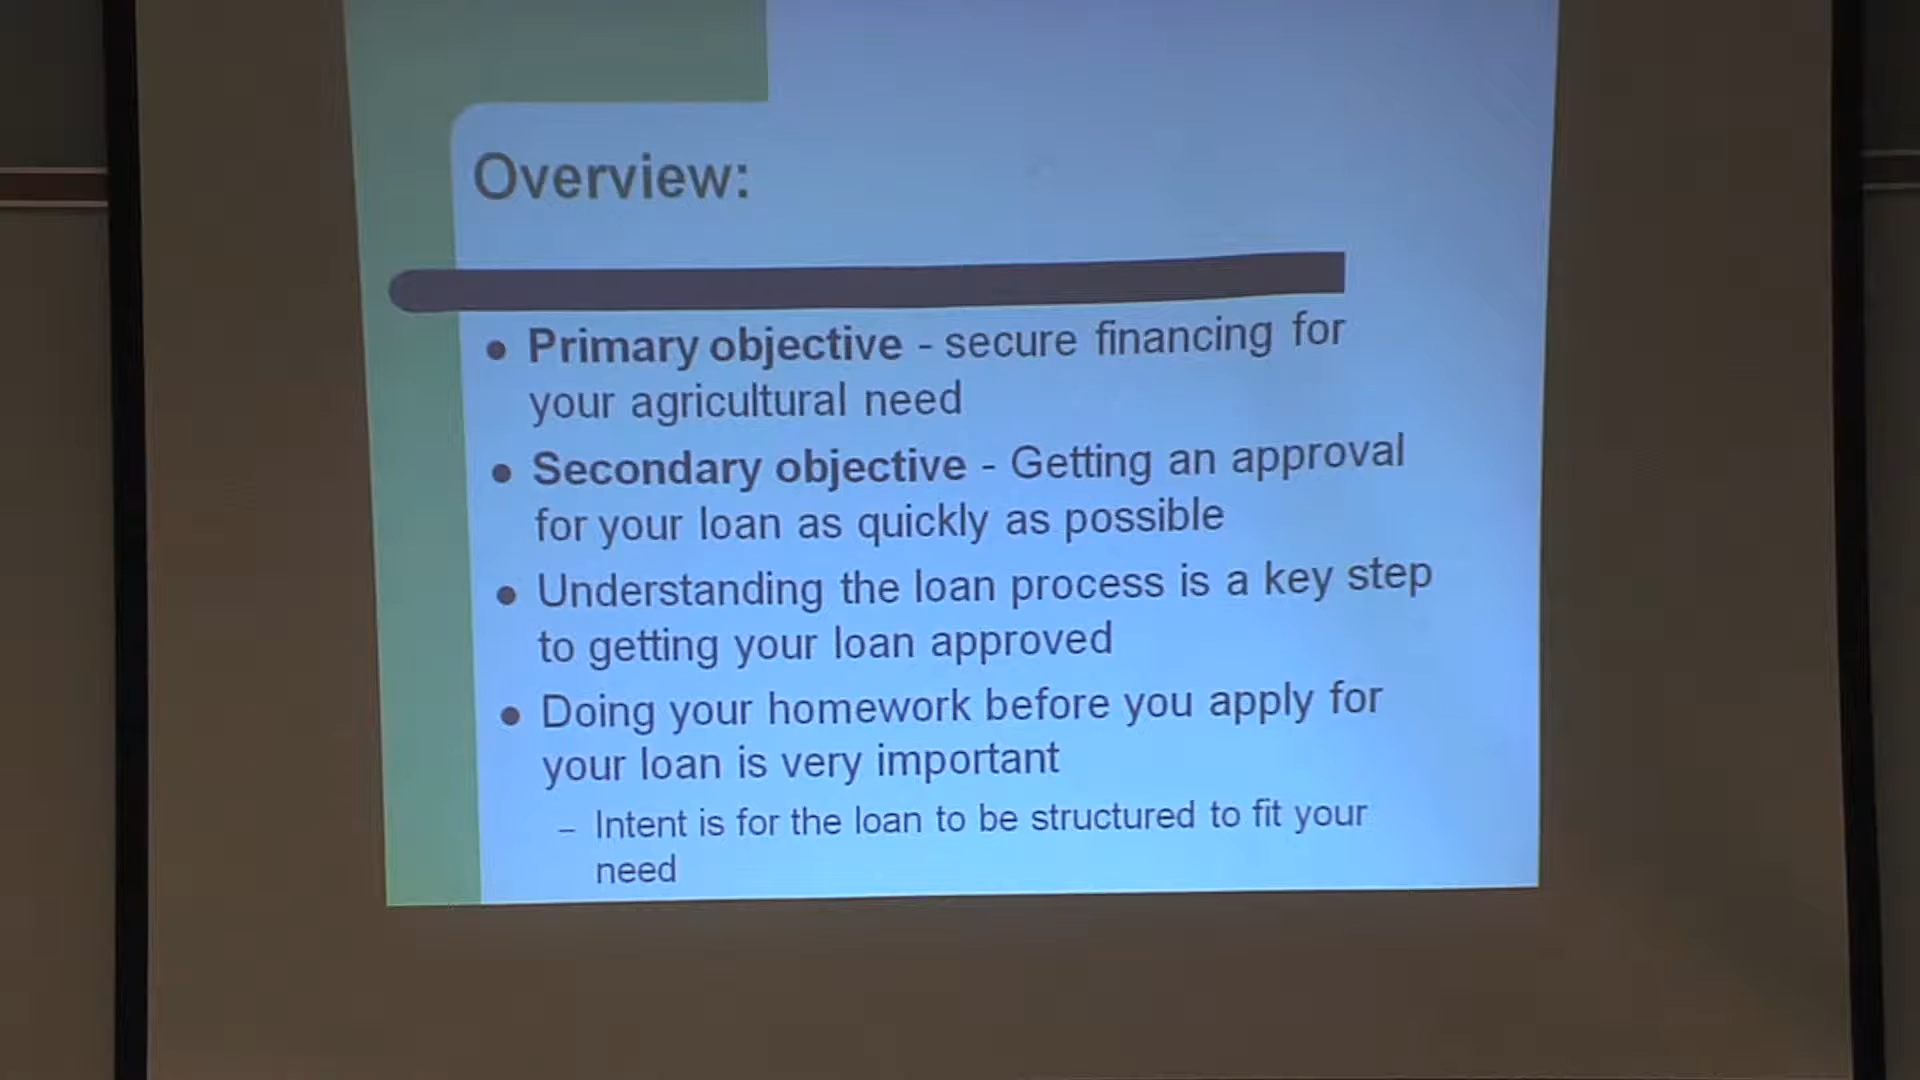 Overview:
• Primary objective - secure financing for
your agricultural need
• Secondary objective - Getting an approval
for your loan as quickly as possible
• Understanding the loan process is a key step
to getting your loan approved
• Doing your homework before you apply for
your loan is very important
– Intent is for the loan to be structured to fit your
need